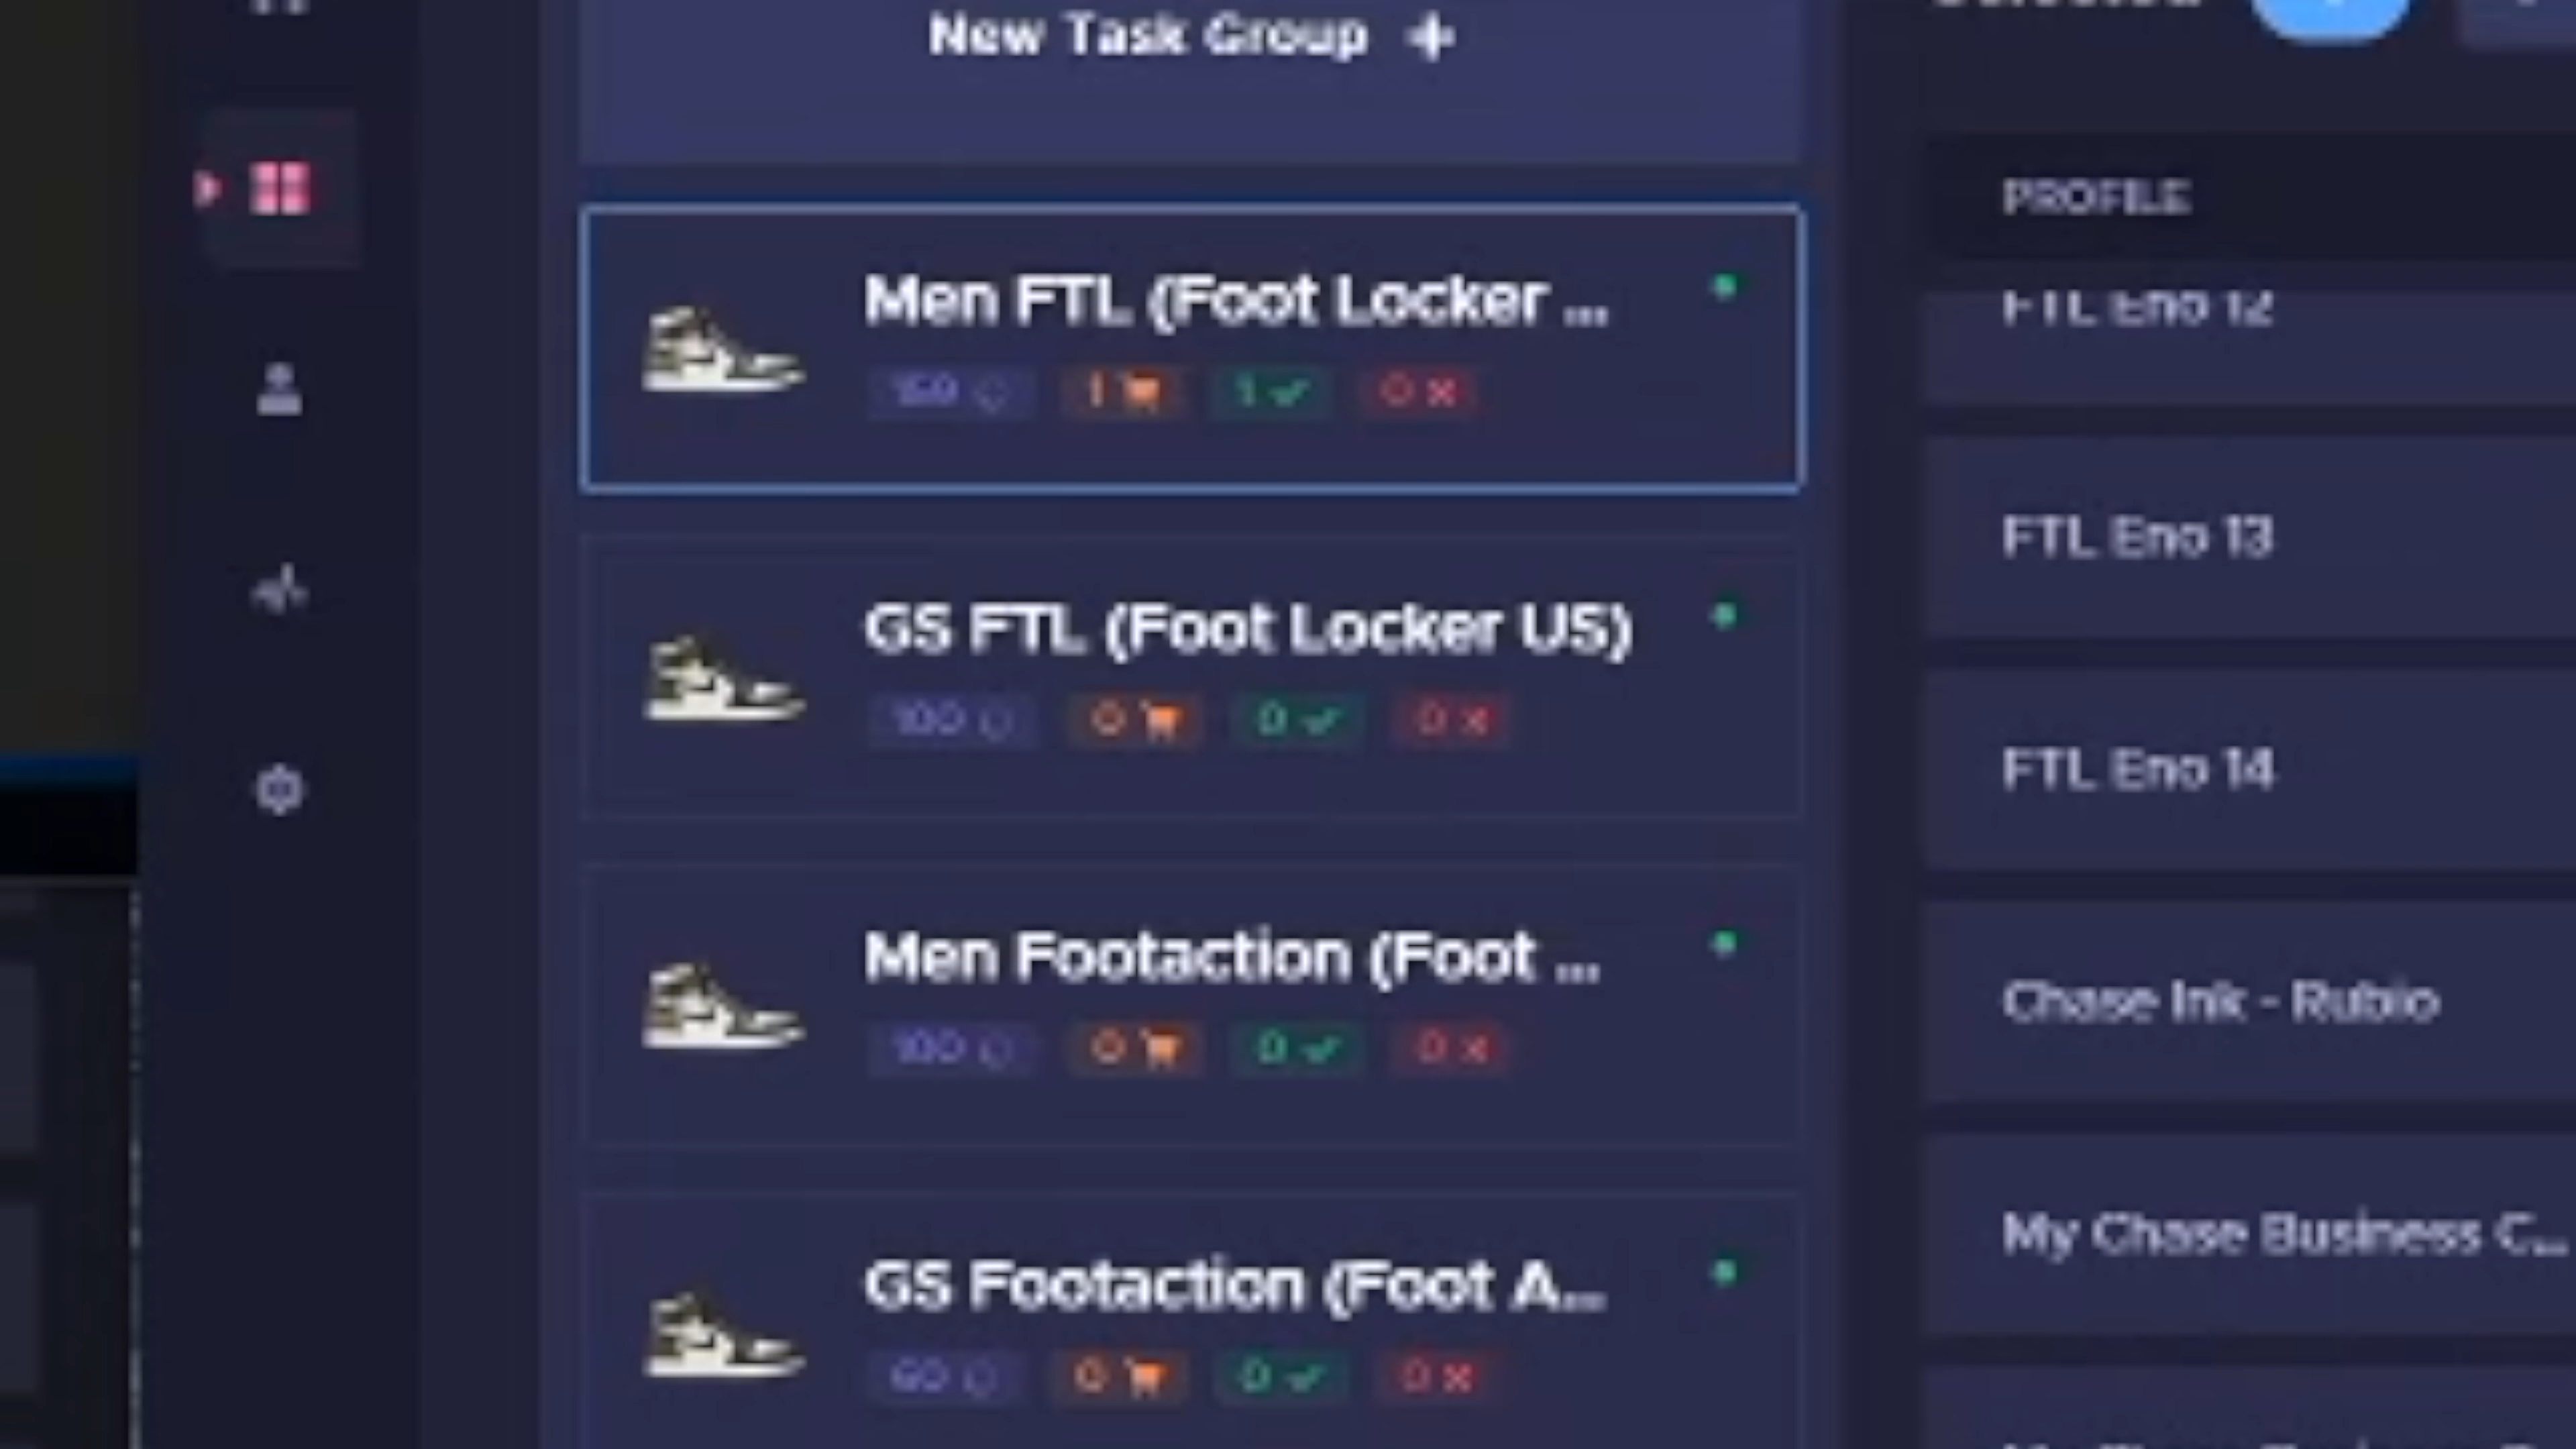 New Task Group +
Men FTL (Foot Locker ...
1 1 0
GS FTL (Foot Locker US)
100 0 0 0
Men Footaction (Foot ...
100 0 0 0
GS Footaction (Foot A...
60 0 0 0
PROFILE
FTL Eno 12
FTL Eno 13
FTL Eno 14
Chase Ink - Rubio
My Chase Business C...